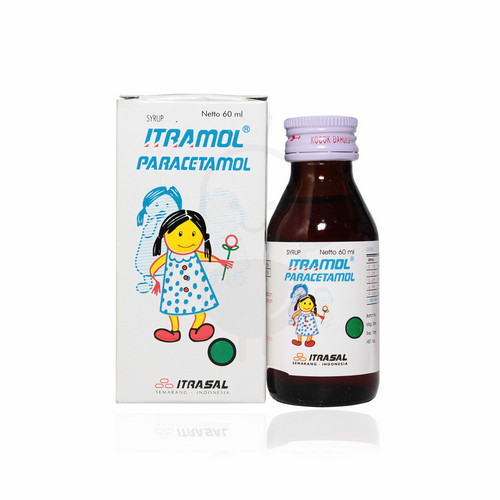 SYRUP Netto 60 ml
ITRAMOL®
PARACETAMOL
ITRASAL
SEMARANG - INDONESIA
KOCOK DAHULU
SYRUP Netto 60 ml
ITRAMOL®
PARACETAMOL
ITRASAL
SEMARANG - INDONESIA